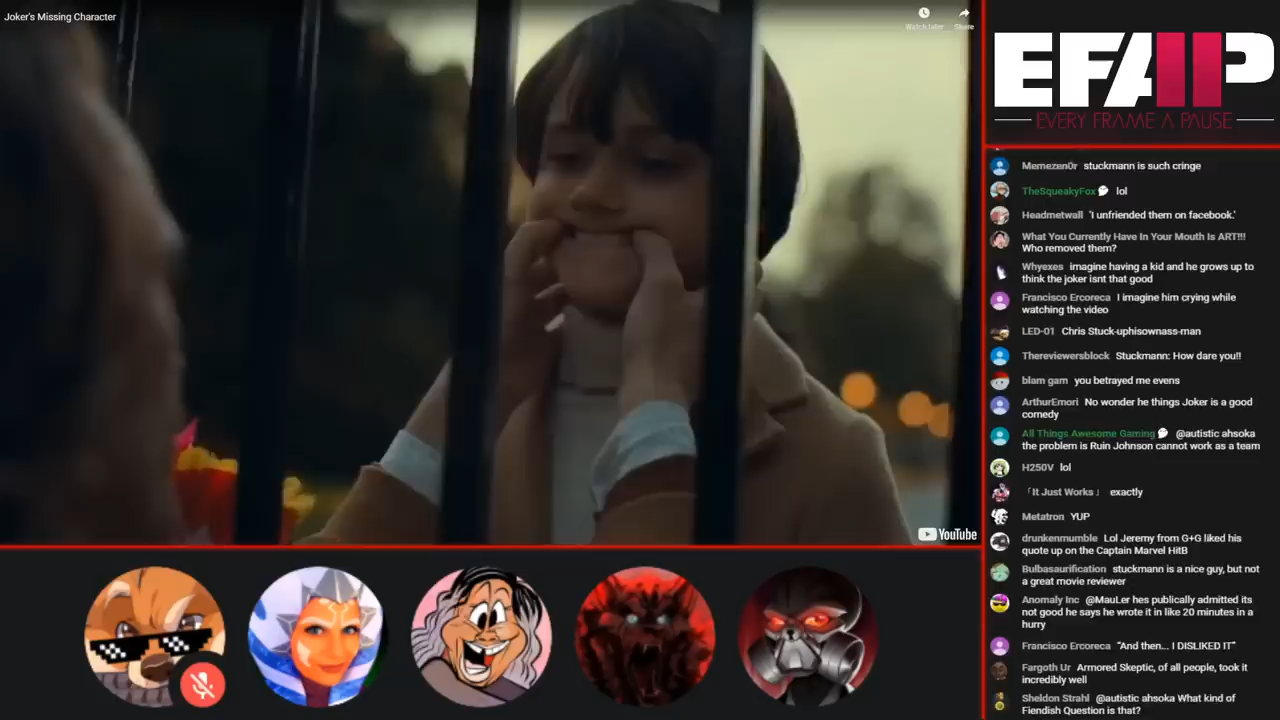 Joker's Missing Character
Watch later
Share
YouTube
EFAP
EVERY FRAME A PAUSE
Memezen0r stuckmann is such cringe
TheSqueakyFox lol
Headmetwall 'I unfriended them on facebook.'
What You Currently Have In Your Mouth Is ART!!!
Who removed them?
Whyexes imagine having a kid and he grows up to
think the joker isnt that good
Francisco Ercoreca I imagine him crying while
watching the video
LED-01 Chris Stuck-uphisownass-man
Thereviewersblock Stuckmann: How dare you!!
blam gam you betrayed me evens
ArthurEmori No wonder he things Joker is a good
comedy
All Things Awesome Gaming @autistic ahsoka
the problem is Ruin Johnson cannot work as a team
H250V lol
「It Just Works」 exactly
Metatron YUP
drunkenmumble Lol Jeremy from G+G liked his
quote up on the Captain Marvel HitB
Bulbasaurification stuckmann is a nice guy, but not
a great movie reviewer
Anomaly Inc @MauLer hes publically admitted its
not good he says he wrote it in like 20 minutes in a
hurry
Francisco Ercoreca "And then... I DISLIKED IT"
Fargoth Ur Armored Skeptic, of all people, took it
incredibly well
Sheldon Strahl @autistic ahsoka What kind of
Fiendish Question is that?